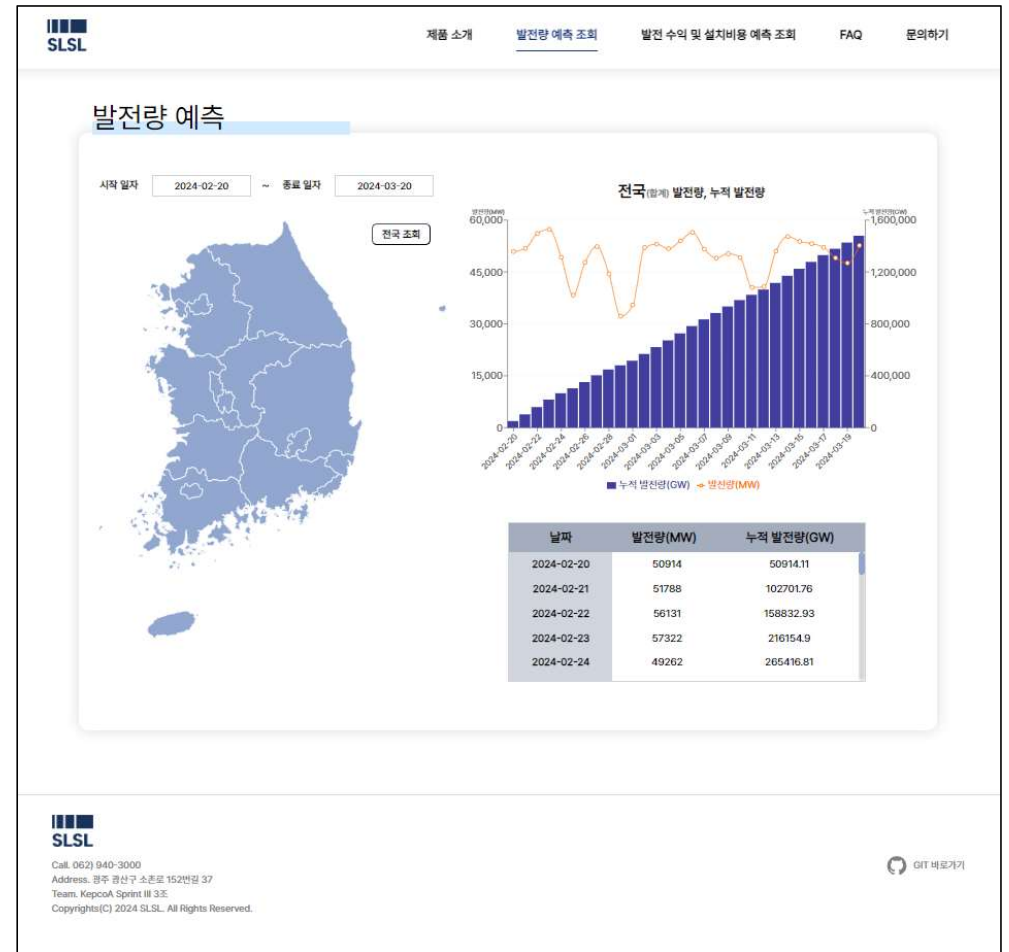 SLSL
제품 소개 발전량 예측 조회 발전 수익 및 설치비용 예측 조회 FAQ 문의하기
발전량 예측
시작 일자 2024-02-20 ~ 종료 일자 2024-03-20
전국 조회
전국(합계) 발전량, 누적 발전량
발전량(MW) 누적 발전량(GW)
60,000 1,600,000
45,000 1,200,000
30,000 800,000
15,000 400,000
0 0
2024-02-20 2024-02-22 2024-02-24 2024-02-26 2024-02-28 2024-03-01 2024-03-03 2024-03-05 2024-03-07 2024-03-09 2024-03-11 2024-03-13 2024-03-15 2024-03-17 2024-03-19
누적 발전량(GW) 발전량(MW)
날짜 발전량(MW) 누적 발전량(GW)
2024-02-20 50914 50914.11
2024-02-21 51788 102701.76
2024-02-22 56131 158832.93
2024-02-23 57322 216154.9
2024-02-24 49262 265416.81
SLSL
Call. 062) 940-3000
Address. 광주 광산구 소촌로 152번길 37
Team. KepcoA Sprint III 3조
Copyrights(C) 2024 SLSL. All Rights Reserved.
GIT 바로가기